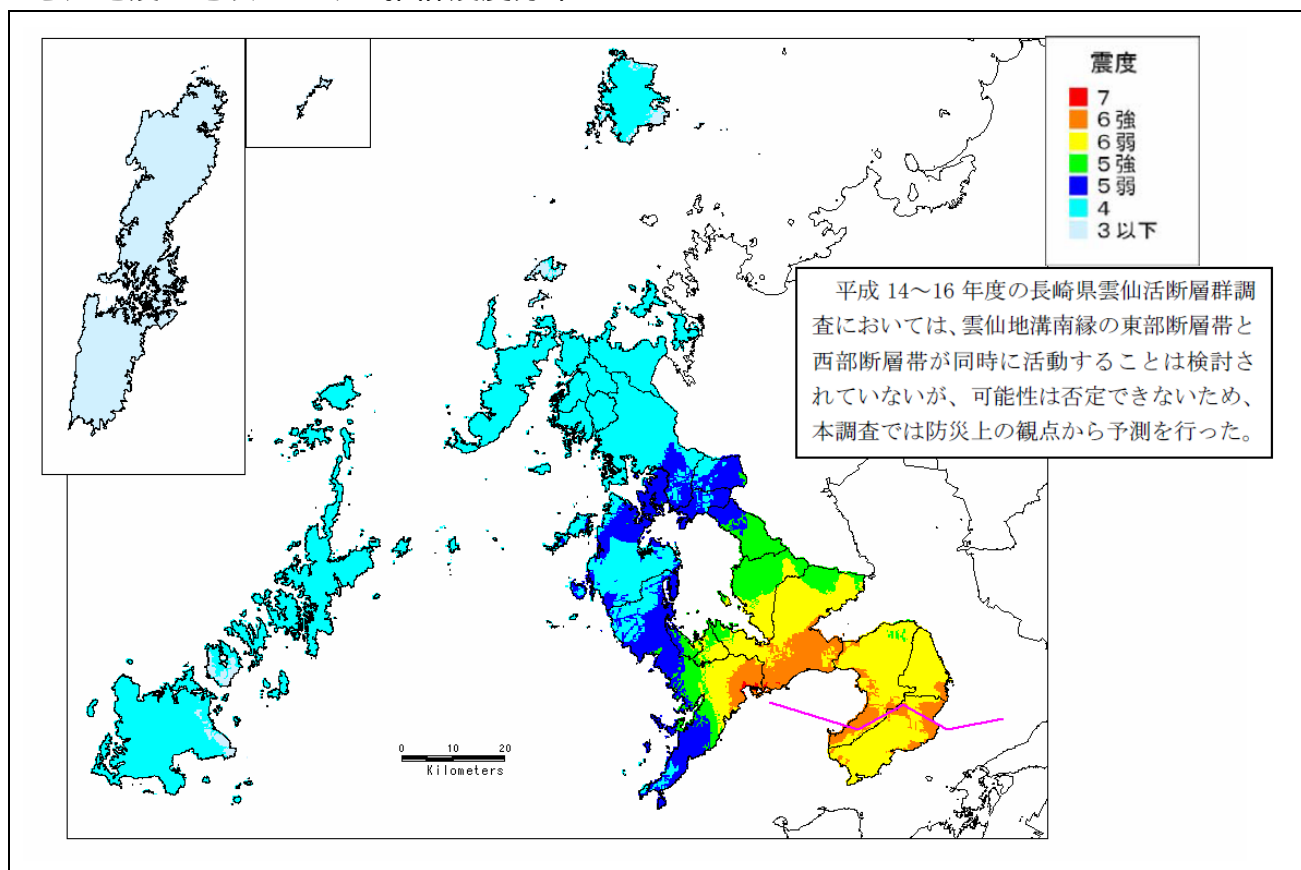 震度
7
6強
6弱
5強
5弱
4
3以下
平成 14～16 年度の長崎県雲仙活断層群調
査においては、雲仙地溝南縁の東部断層帯と
西部断層帯が同時に活動することは検討さ
れていないが、可能性は否定できないため、
本調査では防災上の観点から予測を行った。
0 10 20
Kilometers